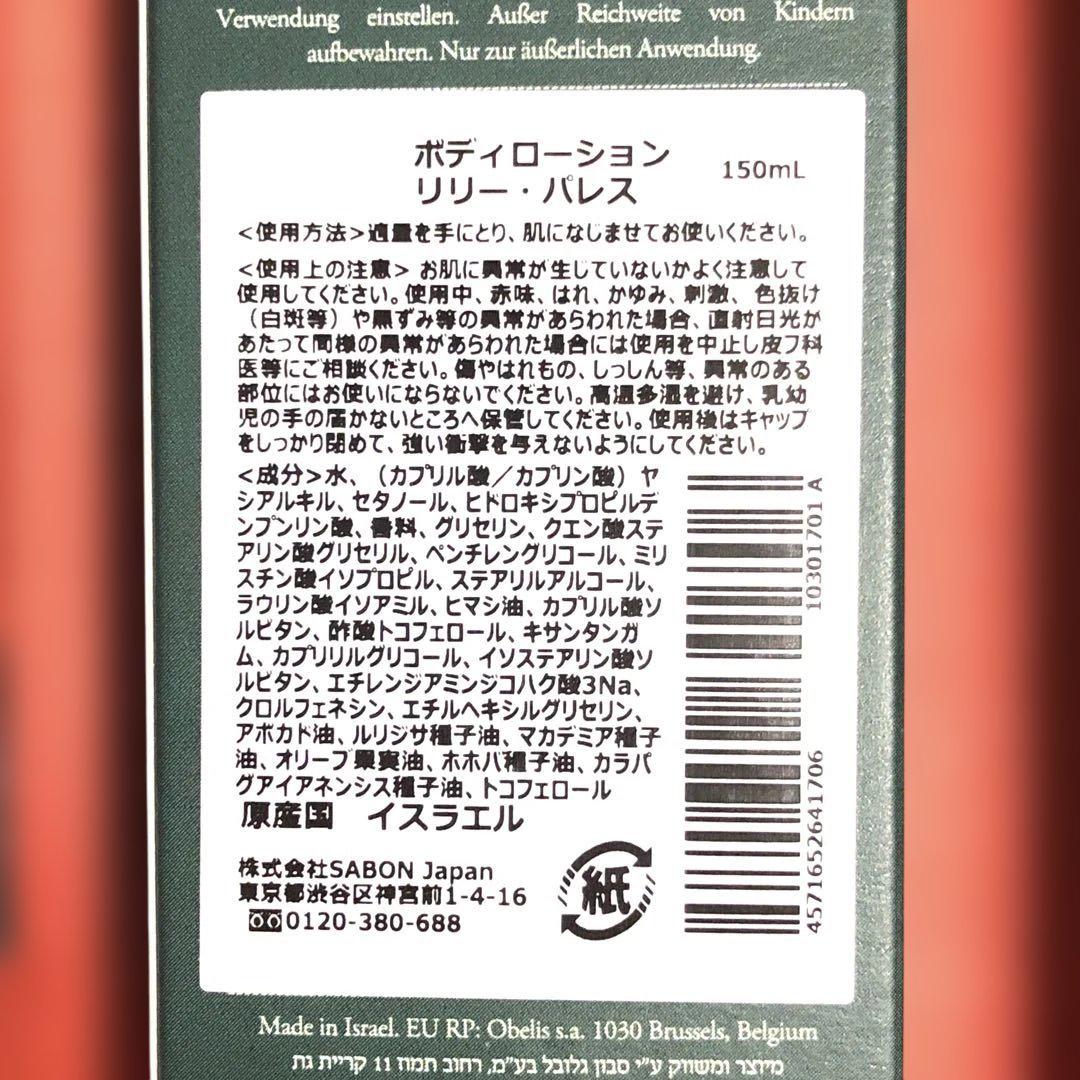 Verwendung einstellen. Außer Reichweite von Kindern
aufbewahren. Nur zur äußerlichen Anwendung.
ボディローション
リリー・パレス
150mL
<使用方法>適量を手にとり、肌になじませてお使いください。
<使用上の注意> お肌に異常が生じていないかよく注意して
使用してください。使用中、赤味、はれ、かゆみ、刺激、色抜け
（白斑等）や黒ずみ等の異常があらわれた場合、直射日光が
あたって同様の異常があらわれた場合には使用を中止し皮フ科
医等にご相談ください。傷やはれもの、しっしん等、異常のある
部位にはお使いにならないでください。高温多湿を避け、乳幼
児の手の届かないところへ保管してください。使用後はキャップ
をしっかり閉めて、強い衝撃を与えないようにしてください。
<成分>水、（カプリル酸／カプリン酸）ヤ
シアルキル、セタノール、ヒドロキシプロピルデ
ンプンリン酸、香料、グリセリン、クエン酸ステ
アリン酸グリセリル、ペンチレングリコール、ミリ
スチン酸イソプロピル、ステアリルアルコール、
ラウリン酸イソアミル、ヒマシ油、カプリル酸ソ
ルビタン、酢酸トコフェロール、キサンタンガ
ム、カプリリルグリコール、イソステアリン酸ソ
ルビタン、エチレンジアミンジコハク酸3Na、
クロルフェネシン、エチルヘキシルグリセリン、
アボカド油、ルリジサ種子油、マカデミア種子
油、オリーブ果実油、ホホバ種子油、カラパ
グアイアネンシス種子油、トコフェロール
原産国　イスラエル
株式会社SABON Japan
東京都渋谷区神宮前1-4-16
0120-380-688
紙
10301701 A
4571652641706
Made in Israel. EU RP: Obelis s.a. 1030 Brussels, Belgium
מיוצר ומשווק ע״י סבון גלובל בע״מ, רחוב תמוז 11 קריית גת